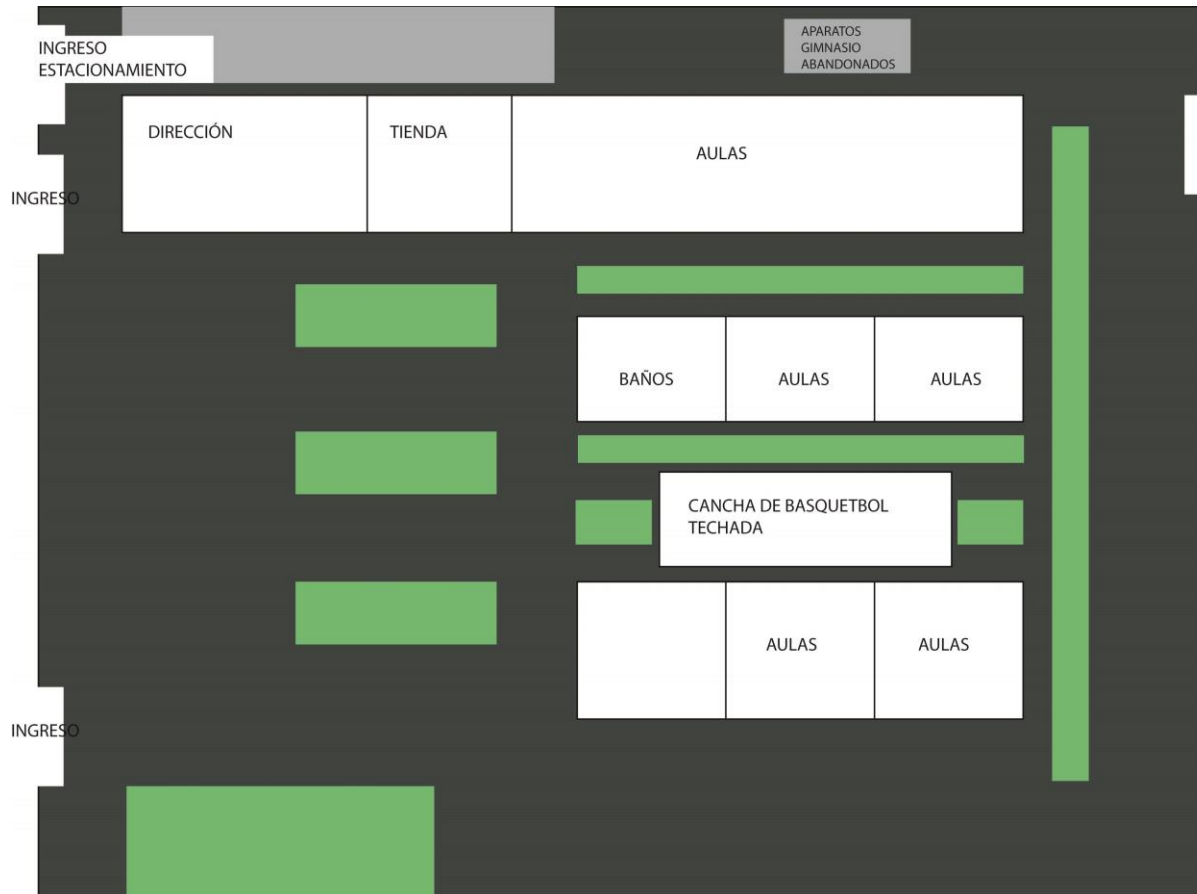 INGRESO
ESTACIONAMIENTO
APARATOS
GIMNASIO
ABANDONADOS
DIRECCIÓN
TIENDA
AULAS
INGRESO
BAÑOS
AULAS
AULAS
CANCHA DE BASQUETBOL
TECHADA
AULAS
AULAS
INGRESO